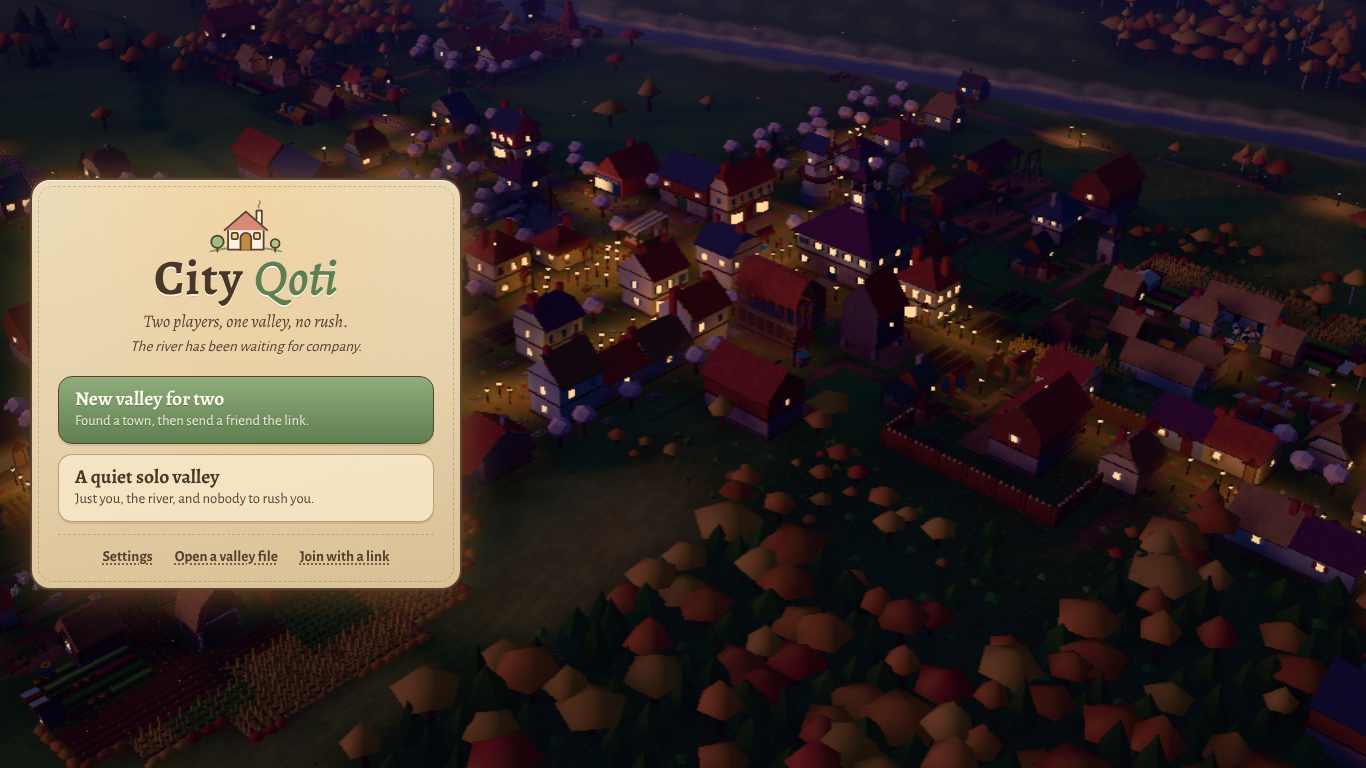 City Qoti
Two players, one valley, no rush.
The river has been waiting for company.
New valley for two
Found a town, then send a friend the link.
A quiet solo valley
Just you, the river, and nobody to rush you.
Settings Open a valley file Join with a link